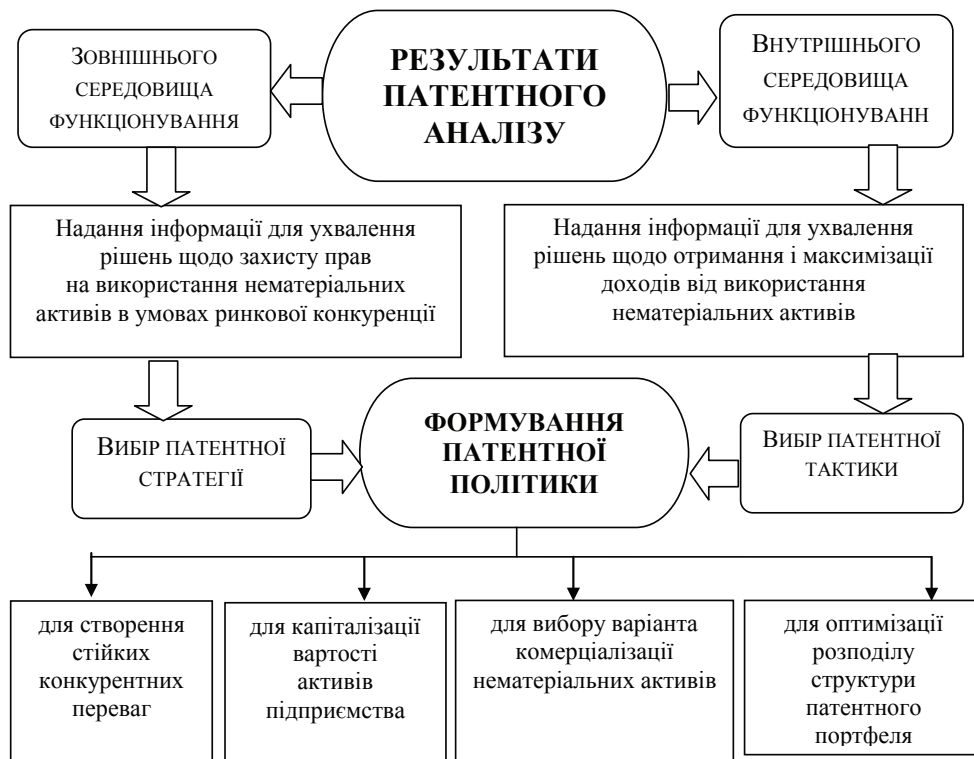 ЗОВНІШНЬОГО
СЕРЕДОВИЩА
ФУНКЦІОНУВАННЯ
РЕЗУЛЬТАТИ
ПАТЕНТНОГО
АНАЛІЗУ
ВНУТРІШНЬОГО
СЕРЕДОВИЩА
ФУНКЦІОНУВАНН
Надання інформації для ухвалення
рішень щодо захисту прав
на використання нематеріальних
активів в умовах ринкової конкуренції
Надання інформації для ухвалення
рішень щодо отримання і максимізації
доходів від використання
нематеріальних активів
ВИБІР ПАТЕНТНОЇ
СТРАТЕГІЇ
ФОРМУВАННЯ
ПАТЕНТНОЇ
ПОЛІТИКИ
ВИБІР ПАТЕНТНОЇ
ТАКТИКИ
для створення
стійких
конкурентних
переваг
для капіталізації
вартості
активів
підприємства
для вибору варіанта
комерціалізації
нематеріальних активів
для оптимізації
розподілу
структури
патентного
портфеля